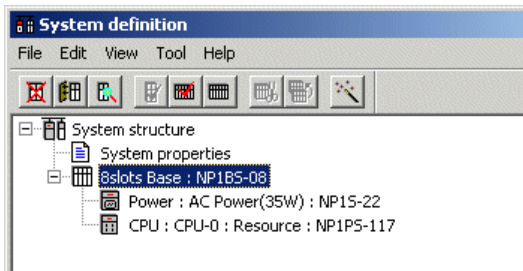 System definition
File Edit View Tool Help
System structure
System properties
8slots Base : NP1BS-08
Power : AC Power(35W) : NP1S-22
CPU : CPU-0 : Resource : NP1PS-117